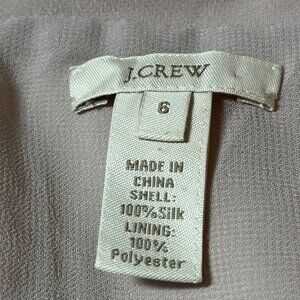 J.CREW
6
MADE IN
CHINA
SHELL:
100%Silk
LINING:
100%
Polyester